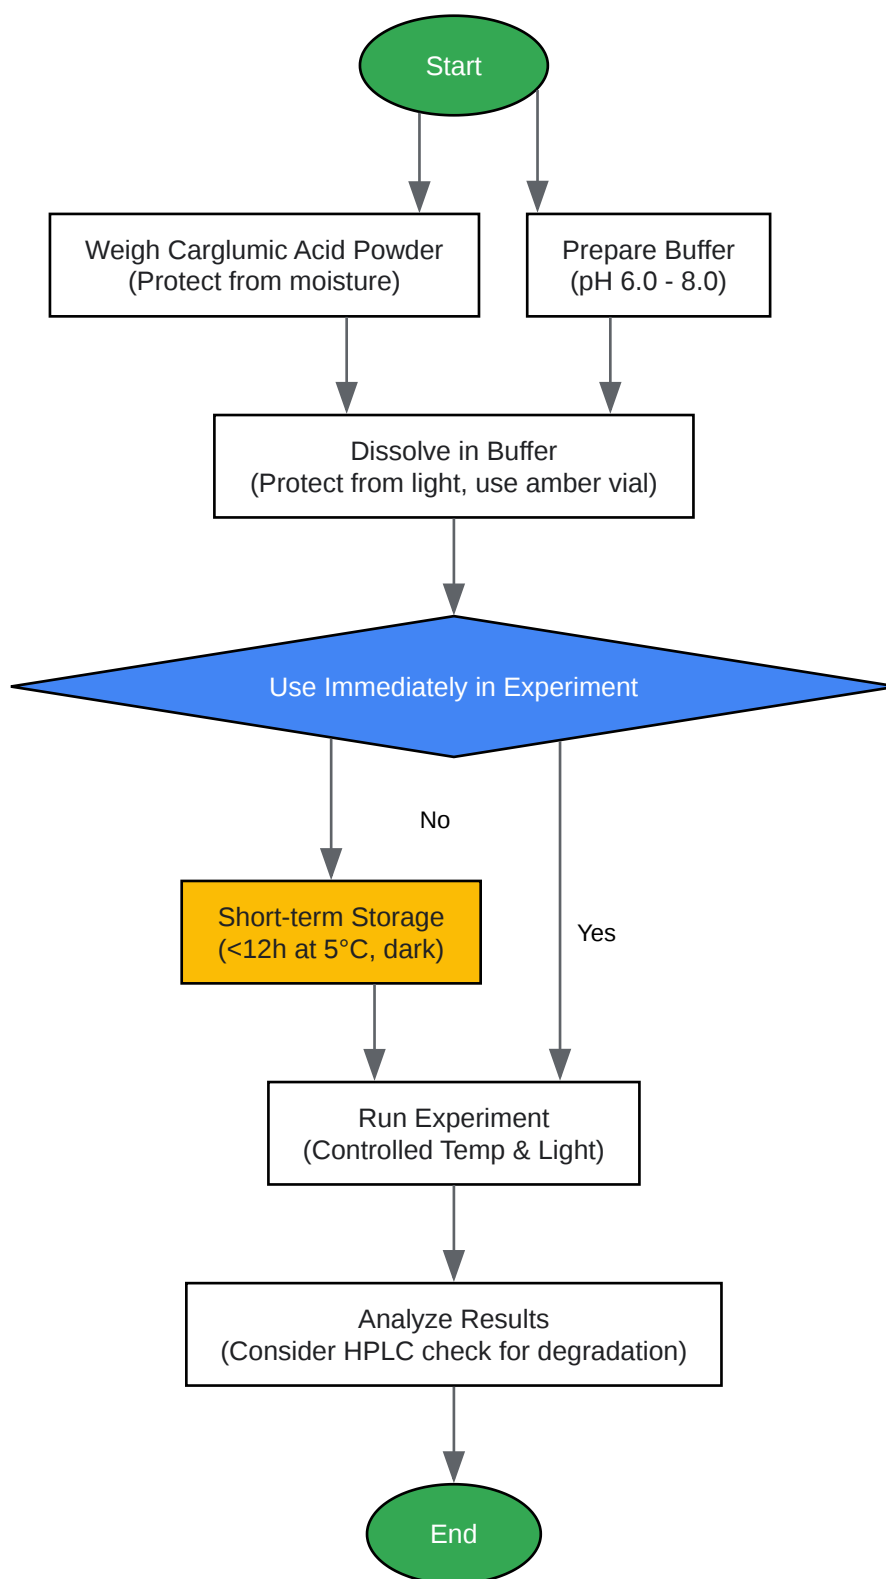 Start
Weigh Carglumic Acid Powder
(Protect from moisture)
Prepare Buffer
(pH 6.0 - 8.0)
Dissolve in Buffer
(Protect from light, use amber vial)
Use Immediately in Experiment
No
Short-term Storage
(<12h at 5°C, dark)
Yes
Run Experiment
(Controlled Temp & Light)
Analyze Results
(Consider HPLC check for degradation)
End